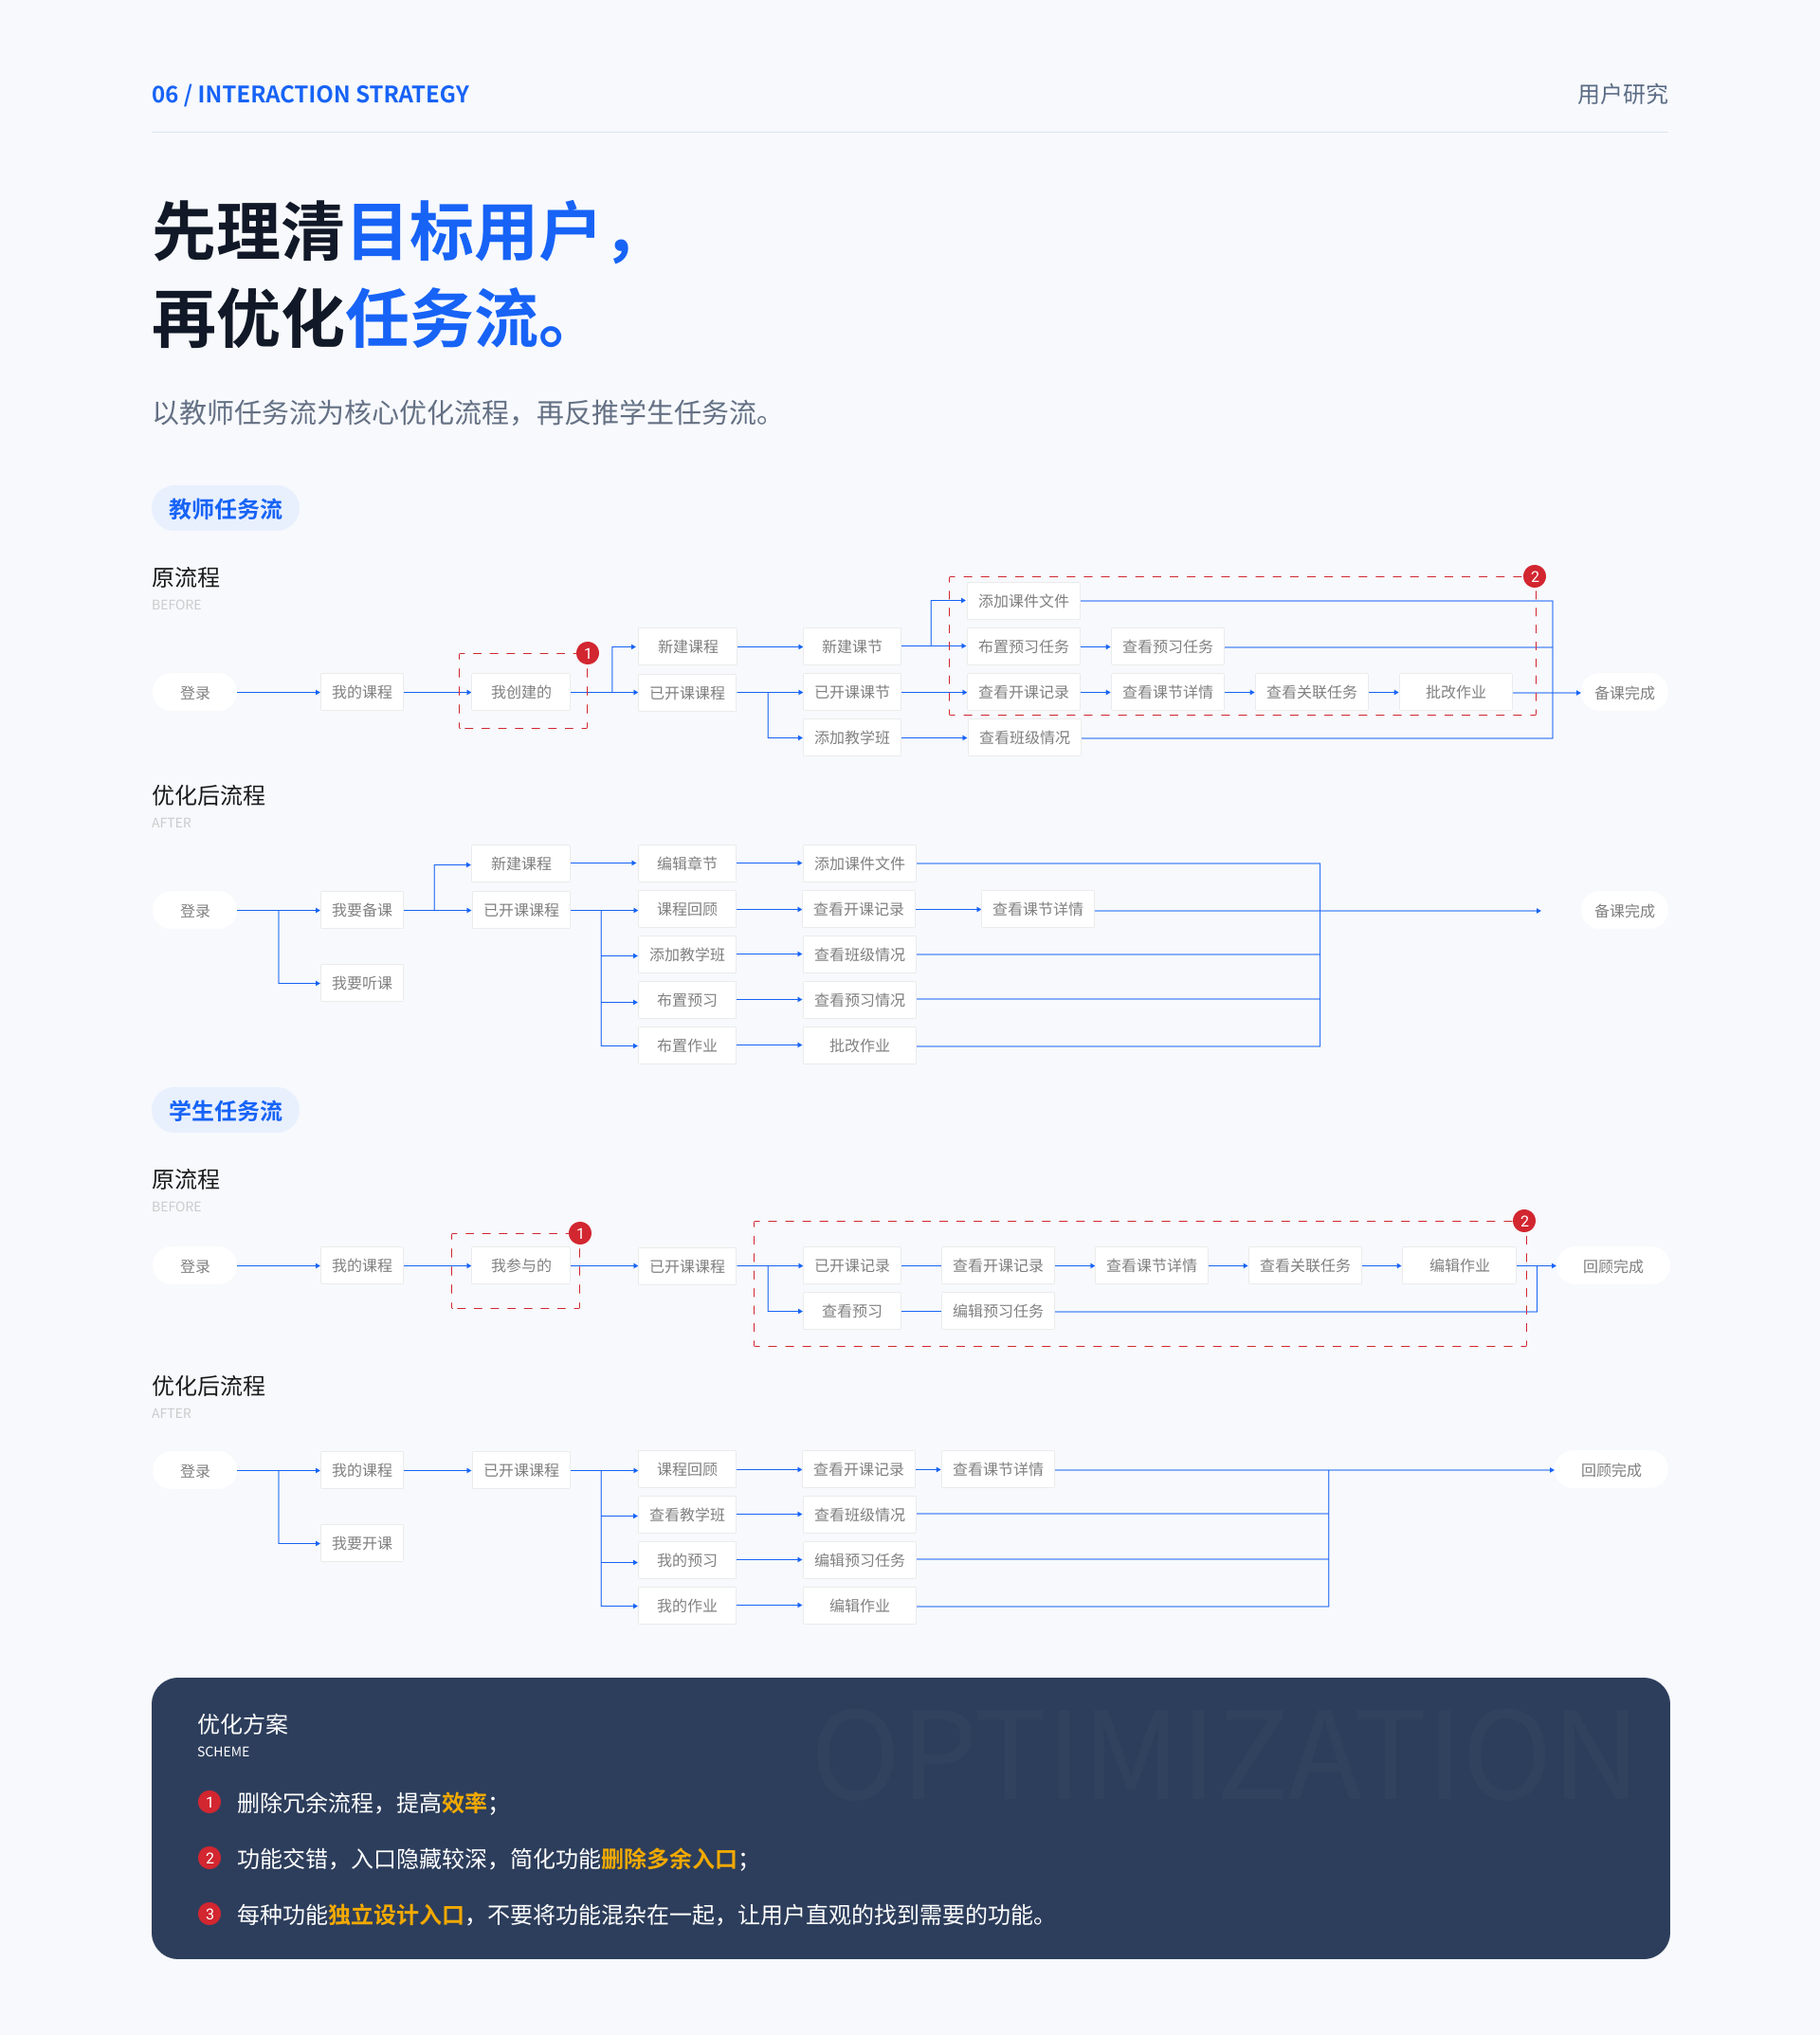 06 / INTERACTION STRATEGY
用户研究
先理清目标用户，
再优化任务流。
以教师任务流为核心优化流程，再反推学生任务流。
教师任务流
原流程
BEFORE
2
添加课件文件
1
新建课程
新建课节
布置预习任务
查看预习任务
登录
我的课程
我创建的
已开课课程
已开课课节
查看开课记录
查看课节详情
查看关联任务
批改作业
备课完成
添加教学班
查看班级情况
优化后流程
AFTER
新建课程
编辑章节
添加课件文件
登录
我要备课
已开课课程
课程回顾
查看开课记录
查看课节详情
备课完成
添加教学班
查看班级情况
我要听课
布置预习
查看预习情况
布置作业
批改作业
学生任务流
原流程
BEFORE
1
2
登录
我的课程
我参与的
已开课课程
已开课记录
查看开课记录
查看课节详情
查看关联任务
编辑作业
回顾完成
查看预习
编辑预习任务
优化后流程
AFTER
登录
我的课程
已开课课程
课程回顾
查看开课记录
查看课节详情
回顾完成
查看教学班
查看班级情况
我要开课
我的预习
编辑预习任务
我的作业
编辑作业
OPTIMIZATION
优化方案
SCHEME
1 删除冗余流程，提高效率；
2 功能交错，入口隐藏较深，简化功能删除多余入口；
3 每种功能独立设计入口，不要将功能混杂在一起，让用户直观的找到需要的功能。